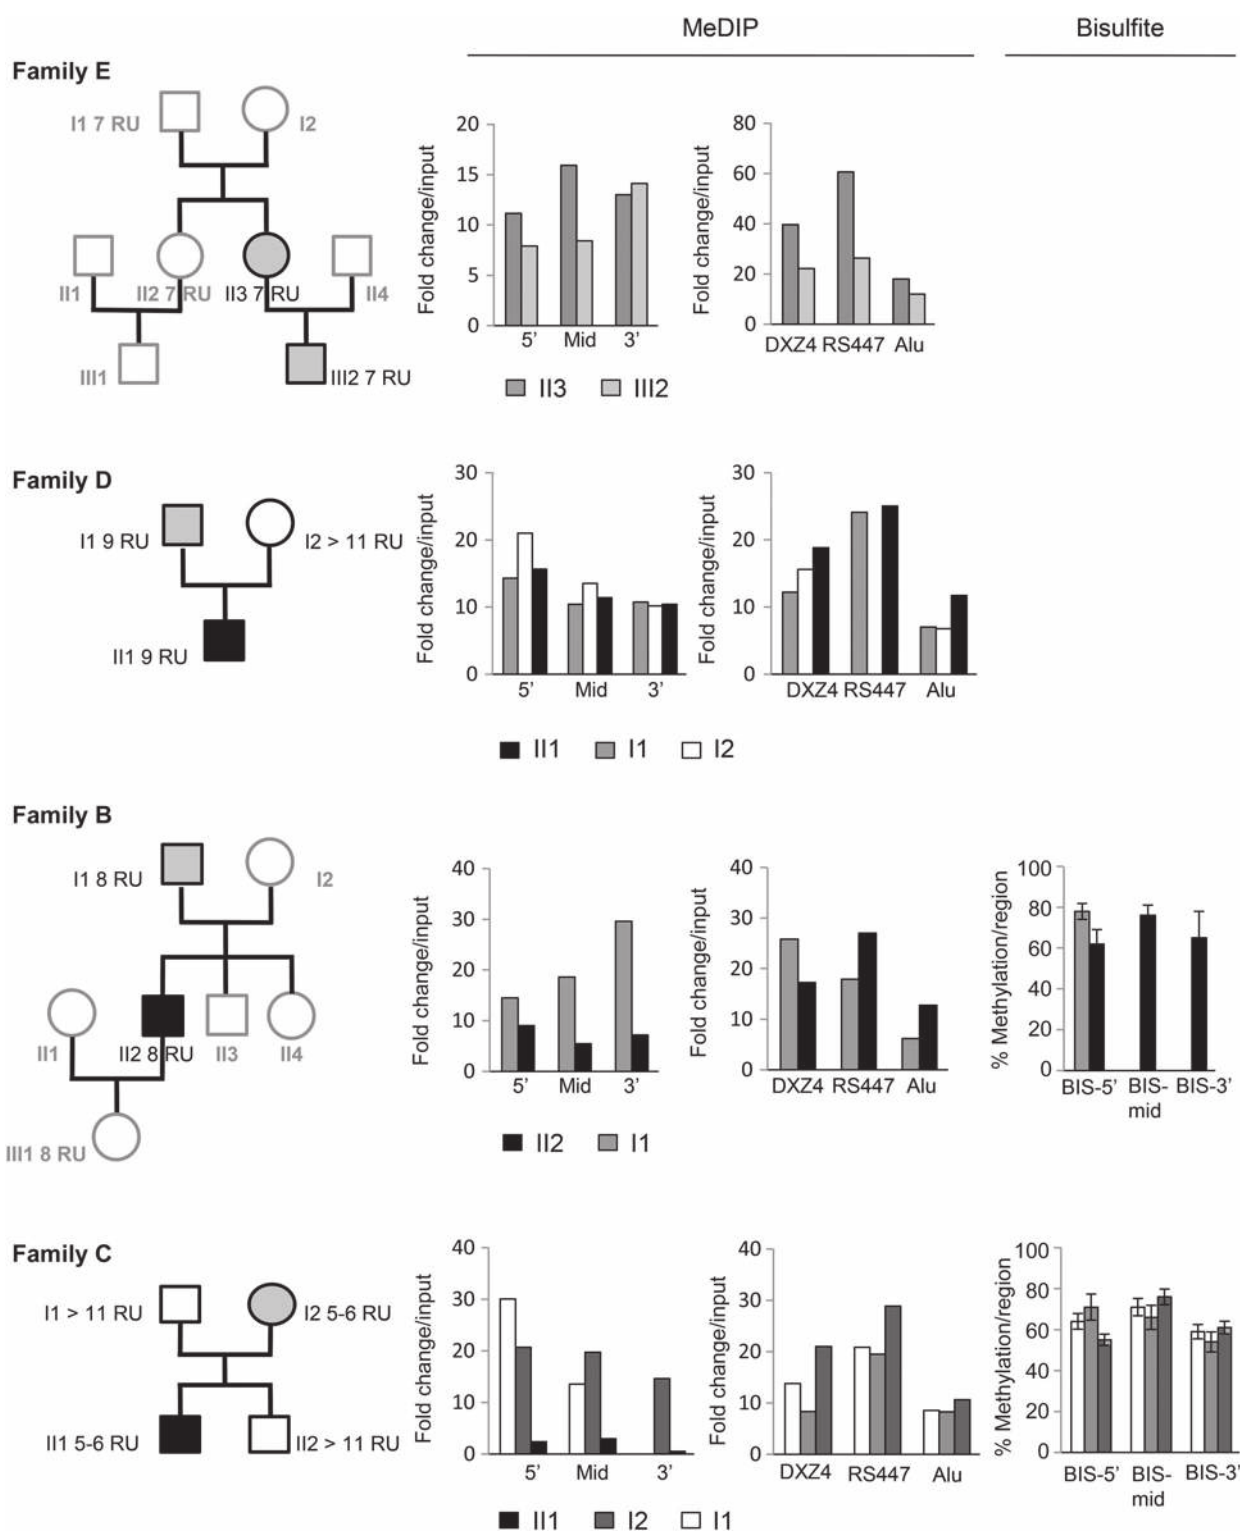 MeDIP
Bisulfite
Family E
I1 7 RU
I2
II1
II2 7 RU
II3 7 RU
II4
III1
III2 7 RU
Fold change/input
20
15
10
5
0
5’ Mid 3’
Fold change/input
80
60
40
20
0
DXZ4 RS447 Alu
II3 III2
Family D
I1 9 RU
I2 > 11 RU
II1 9 RU
Fold change/input
30
20
10
0
5’ Mid 3’
Fold change/input
30
20
10
0
DXZ4 RS447 Alu
II1 I1 I2
Family B
I1 8 RU
I2
II1
II2 8 RU
II3
II4
III1 8 RU
Fold change/input
40
30
20
10
0
5’ Mid 3’
Fold change/input
40
30
20
10
0
DXZ4 RS447 Alu
% Methylation/region
100
80
60
40
20
0
BIS-5’ BIS-mid BIS-3’
II2 I1
Family C
I1 > 11 RU
I2 5-6 RU
II1 5-6 RU
II2 > 11 RU
Fold change/input
40
30
20
10
0
5’ Mid 3’
Fold change/input
40
30
20
10
0
DXZ4 RS447 Alu
% Methylation/region
100
80
60
40
20
0
BIS-5’ BIS-mid BIS-3’
II1 I2 I1